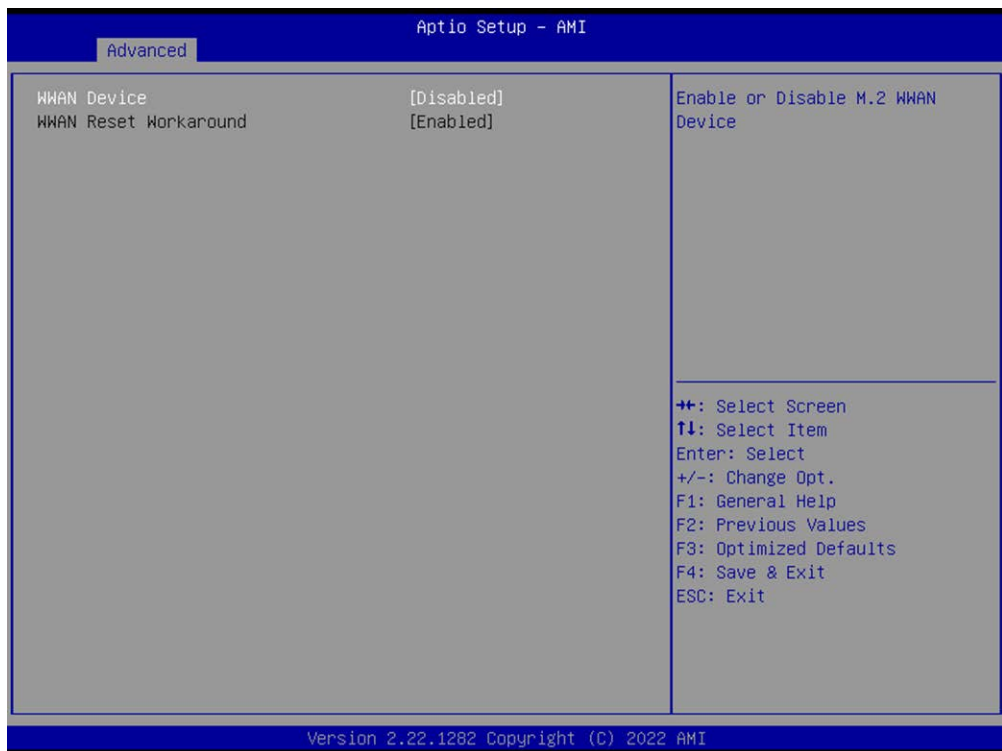 Aptio Setup – AMI
Advanced
WWAN Device [Disabled]
WWAN Reset Workaround [Enabled]
Enable or Disable M.2 WWAN
Device
→←: Select Screen
↑↓: Select Item
Enter: Select
+/-: Change Opt.
F1: General Help
F2: Previous Values
F3: Optimized Defaults
F4: Save & Exit
ESC: Exit
Version 2.22.1282 Copyright (C) 2022 AMI